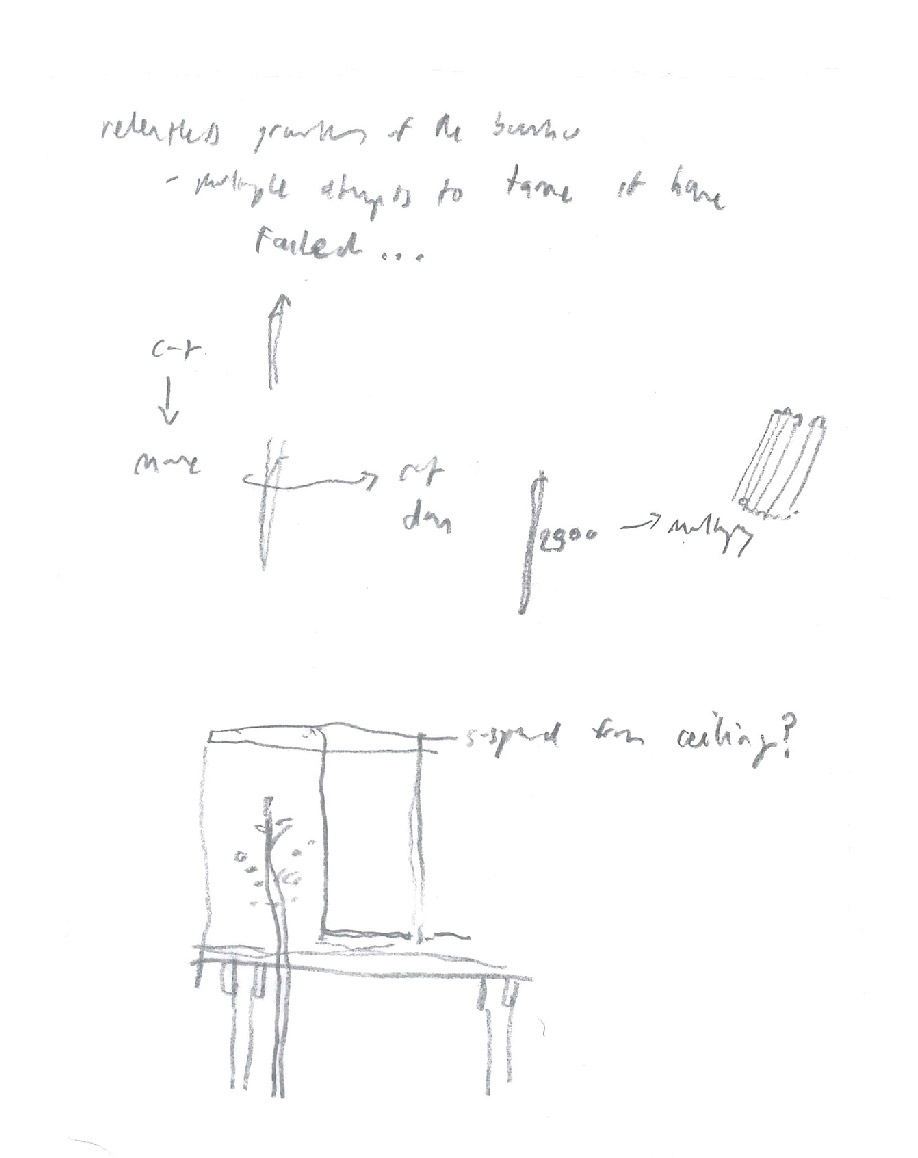 relentless growth of the bamboo
- multiple attempts to tame it have
Failed...
cut
more
cut
down
2900 → multiply
suspend from ceiling?